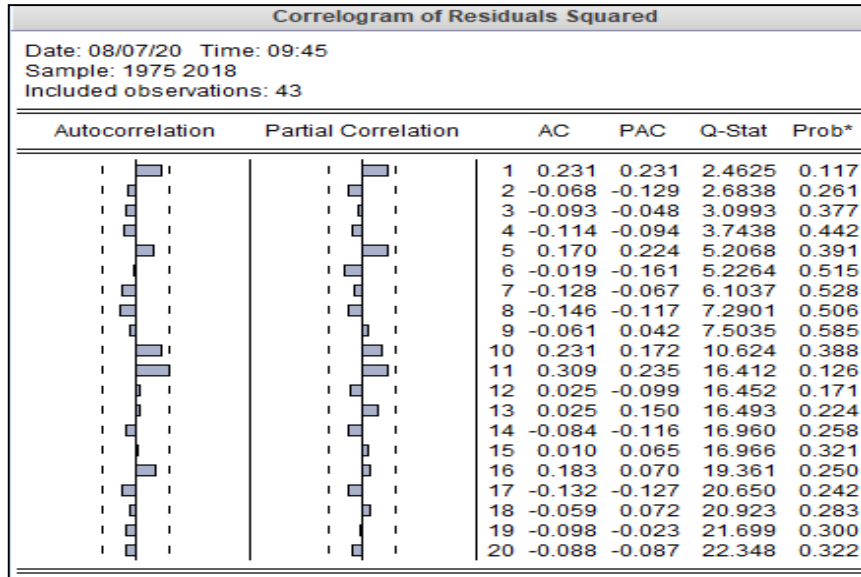 Correlogram of Residuals Squared
Date: 08/07/20 Time: 09:45
Sample: 1975 2018
Included observations: 43
Autocorrelation Partial Correlation AC PAC Q-Stat Prob*
1 0.231 0.231 2.4625 0.117
2 -0.068 -0.129 2.6838 0.261
3 -0.093 -0.048 3.0993 0.377
4 -0.114 -0.094 3.7438 0.442
5 0.170 0.224 5.2068 0.391
6 -0.019 -0.161 5.2264 0.515
7 -0.128 -0.067 6.1037 0.528
8 -0.146 -0.117 7.2901 0.506
9 -0.061 0.042 7.5035 0.585
10 0.231 0.172 10.624 0.388
11 0.309 0.235 16.412 0.126
12 0.025 -0.099 16.452 0.171
13 0.025 0.150 16.493 0.224
14 -0.084 -0.116 16.960 0.258
15 0.010 0.065 16.966 0.321
16 0.183 0.070 19.361 0.250
17 -0.132 -0.127 20.650 0.242
18 -0.059 0.072 20.923 0.283
19 -0.098 -0.023 21.699 0.300
20 -0.088 -0.087 22.348 0.322